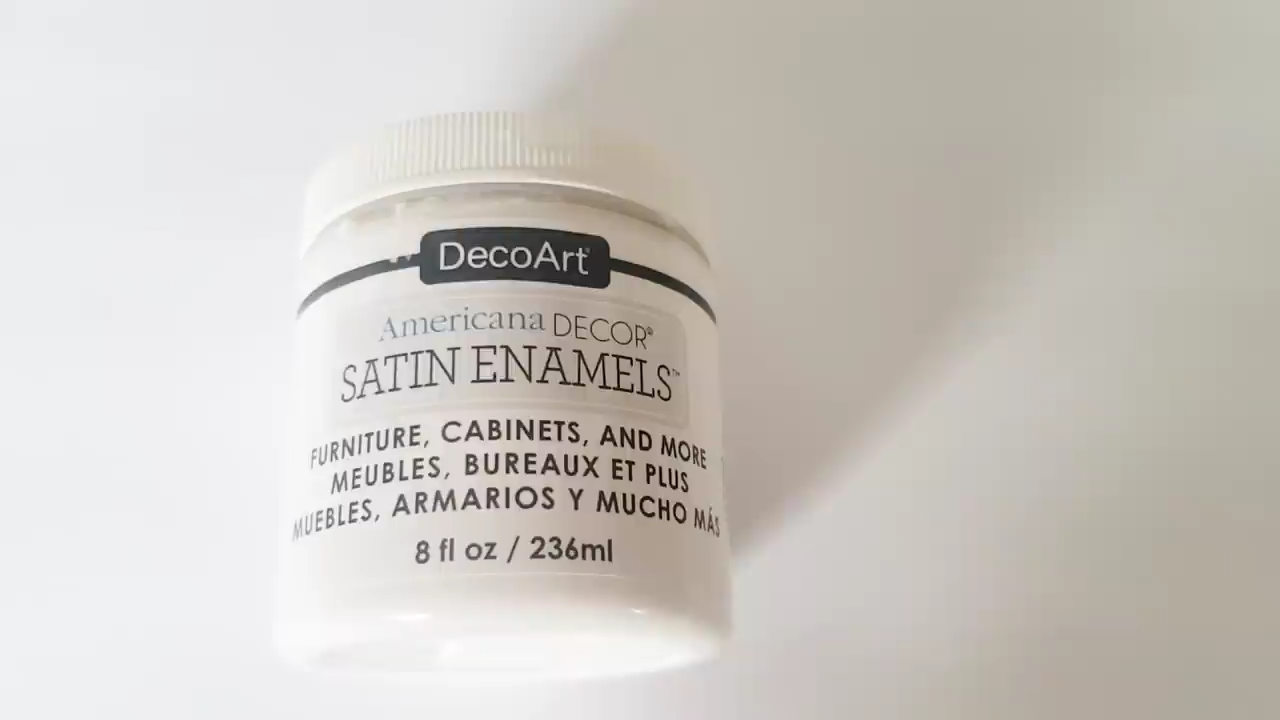 DecoArt®
Americana DECOR®
SATIN ENAMELS™
FURNITURE, CABINETS, AND MORE
MEUBLES, BUREAUX ET PLUS
MUEBLES, ARMARIOS Y MUCHO MÁS
8 fl oz / 236ml